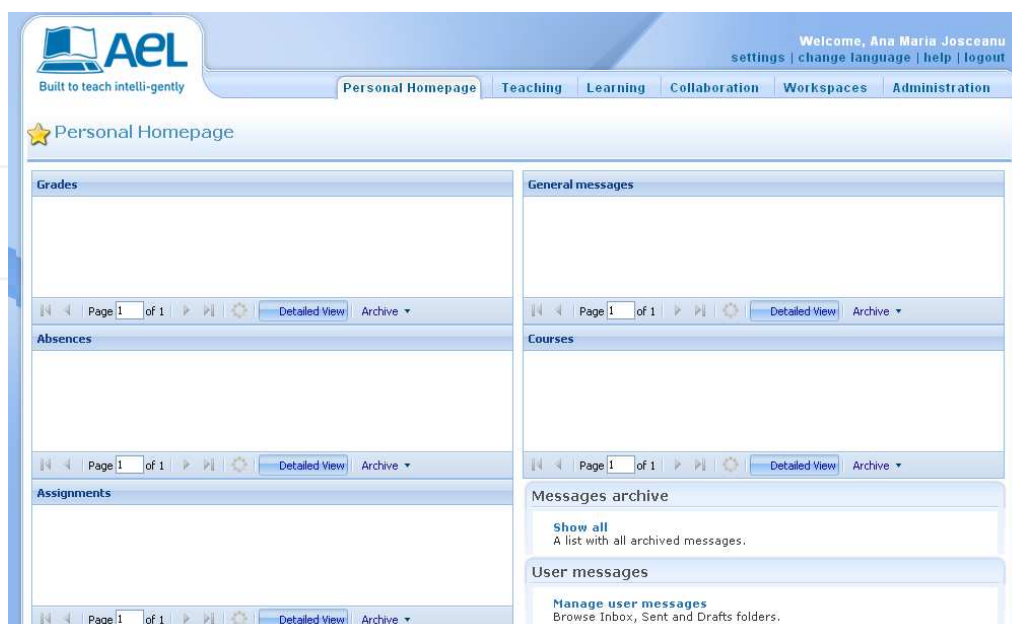 AeL
Built to teach intelli-gently
Welcome, Ana Maria Josceanu
settings | change language | help | logout
Personal Homepage
Teaching
Learning
Collaboration
Workspaces
Administration
Personal Homepage
Grades
Page 1 of 1
Detailed View
Archive
Absences
Page 1 of 1
Detailed View
Archive
Assignments
Page 1 of 1
Detailed View
Archive
General messages
Page 1 of 1
Detailed View
Archive
Courses
Page 1 of 1
Detailed View
Archive
Messages archive
Show all
A list with all archived messages.
User messages
Manage user messages
Browse Inbox, Sent and Drafts folders.